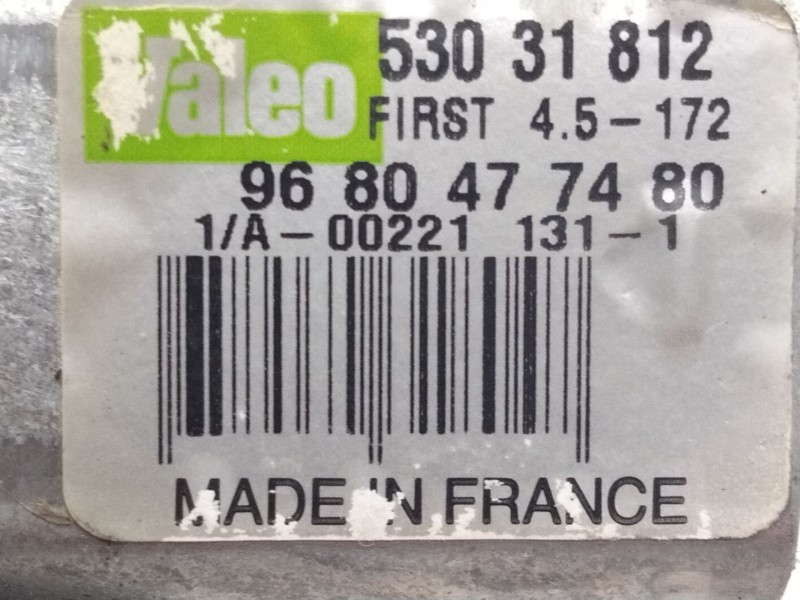 Valeo 530 31 812
FIRST 4.5-172
96 80 47 74 80
1/A-00221 131-1
MADE IN FRANCE